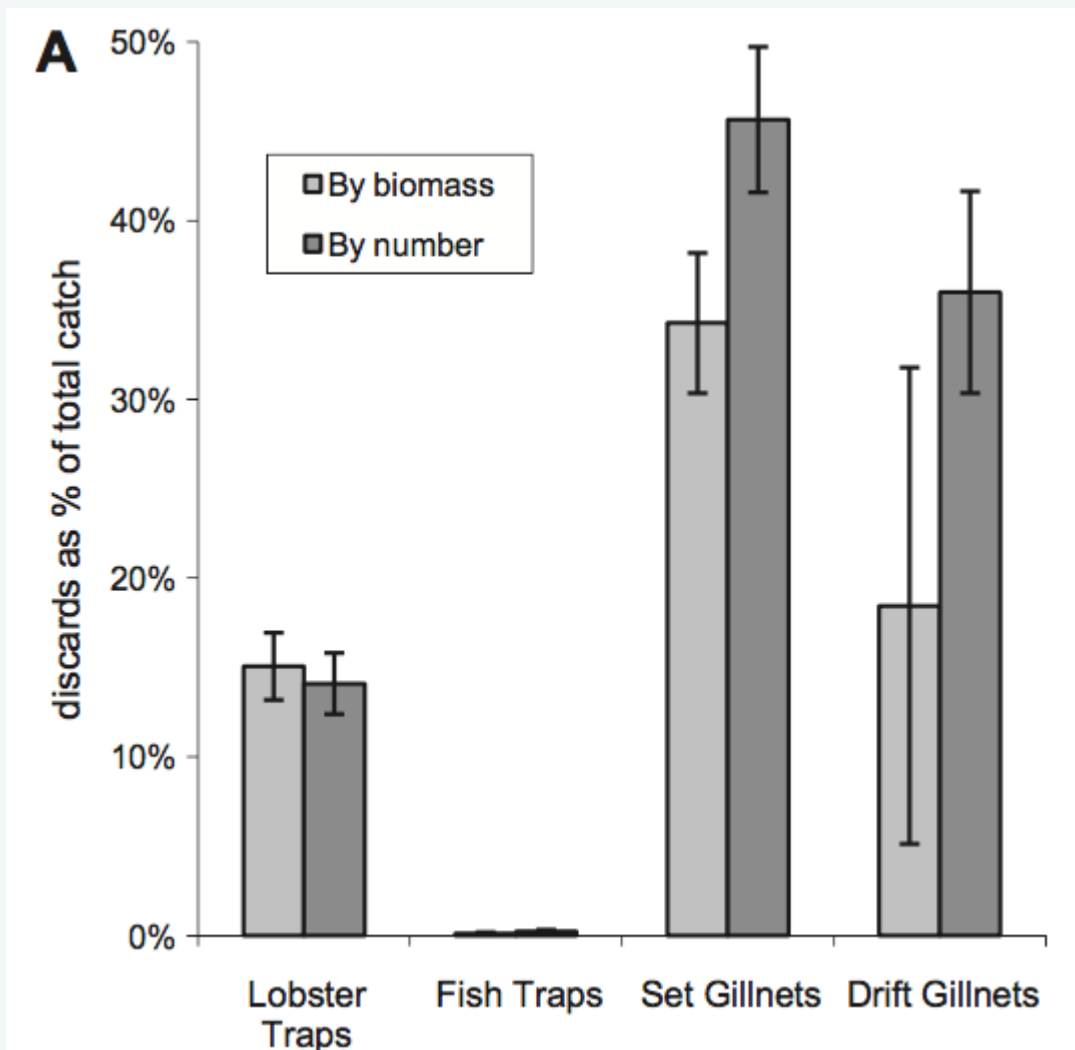 A
50%
40%
30%
20%
10%
0%
discards as % of total catch
By biomass
By number
Lobster
Traps
Fish Traps
Set Gillnets
Drift Gillnets